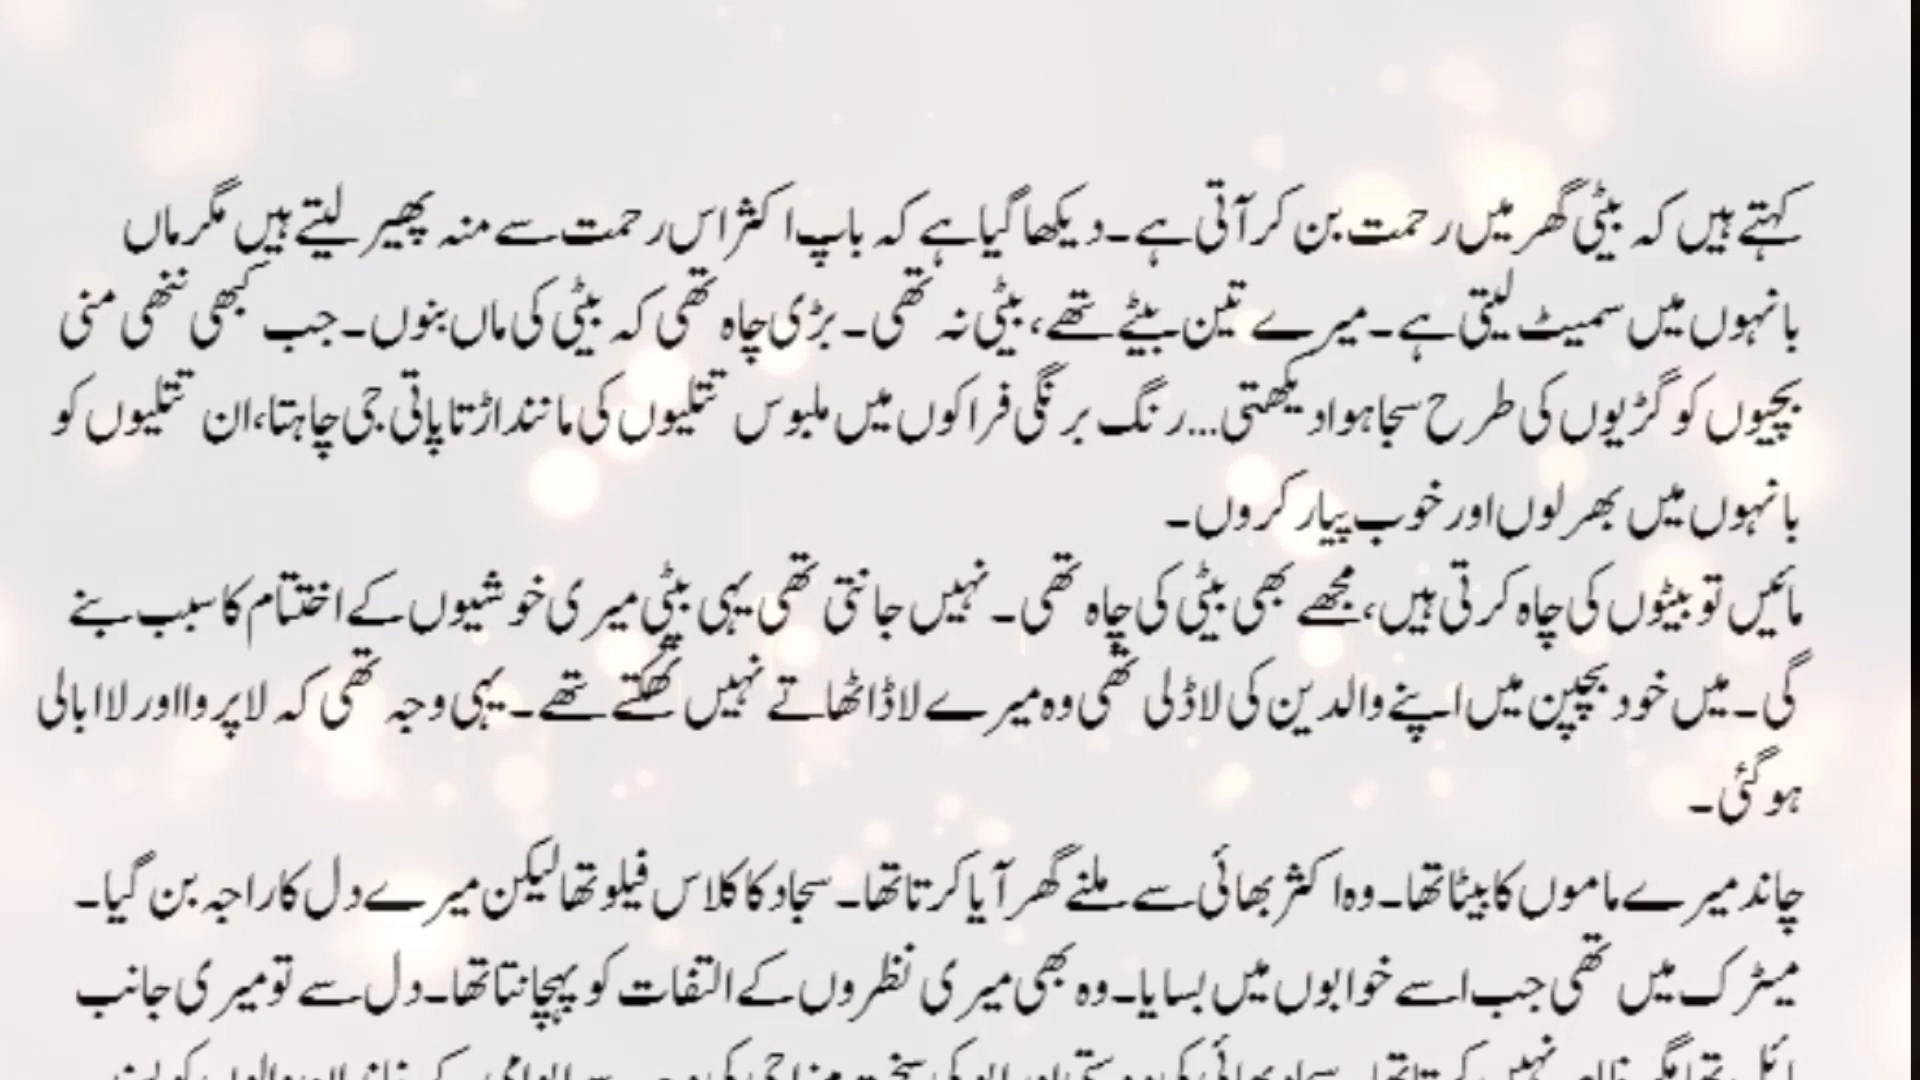 کہتے ہیں کہ بیٹی گھر میں رحمت بن کر آتی ہے۔ دیکھا گیا ہے کہ باپ اکثر اس رحمت سے منہ پھیر لیتے ہیں مگر ماں
بانہوں میں سمیٹ لیتی ہے۔ میرے تین بیٹے تھے، بیٹی نہ تھی۔ بڑی چاہ تھی کہ بیٹی کی ماں بنوں۔ جب کبھی ننھی منی
بچیوں کو گڑیوں کی طرح سجا ہوا دیکھتی... رنگ برنگی فراکوں میں ملبوس تتلیوں کی مانند اڑتا پاتی جی چاہتا، ان تتلیوں کو
بانہوں میں بھر لوں اور خوب پیار کروں۔
مائیں تو بیٹوں کی چاہ کرتی ہیں، مجھے بھی بیٹی کی چاہ تھی۔ نہیں جانتی تھی یہی بیٹی میری خوشیوں کے اختتام کا سبب بنے
گی۔ میں خود بچپن میں اپنے والدین کی لاڈلی تھی وہ میرے لاڈ اٹھاتے نہیں تھکتے تھے۔ یہی وجہ تھی کہ لاپروا اور لا ابالی
ہو گئی۔
چاند میرے ماموں کا بیٹا تھا۔ وہ اکثر بھائی سے ملنے گھر آیا کرتا تھا۔ سجاد کا کلاس فیلو تھا لیکن میرے دل کا راجہ بن گیا۔
میٹرک میں تھی جب اسے خوابوں میں بسایا۔ وہ بھی میری نظروں کے التفات کو پہچانتا تھا۔ دل سے تو میری جانب